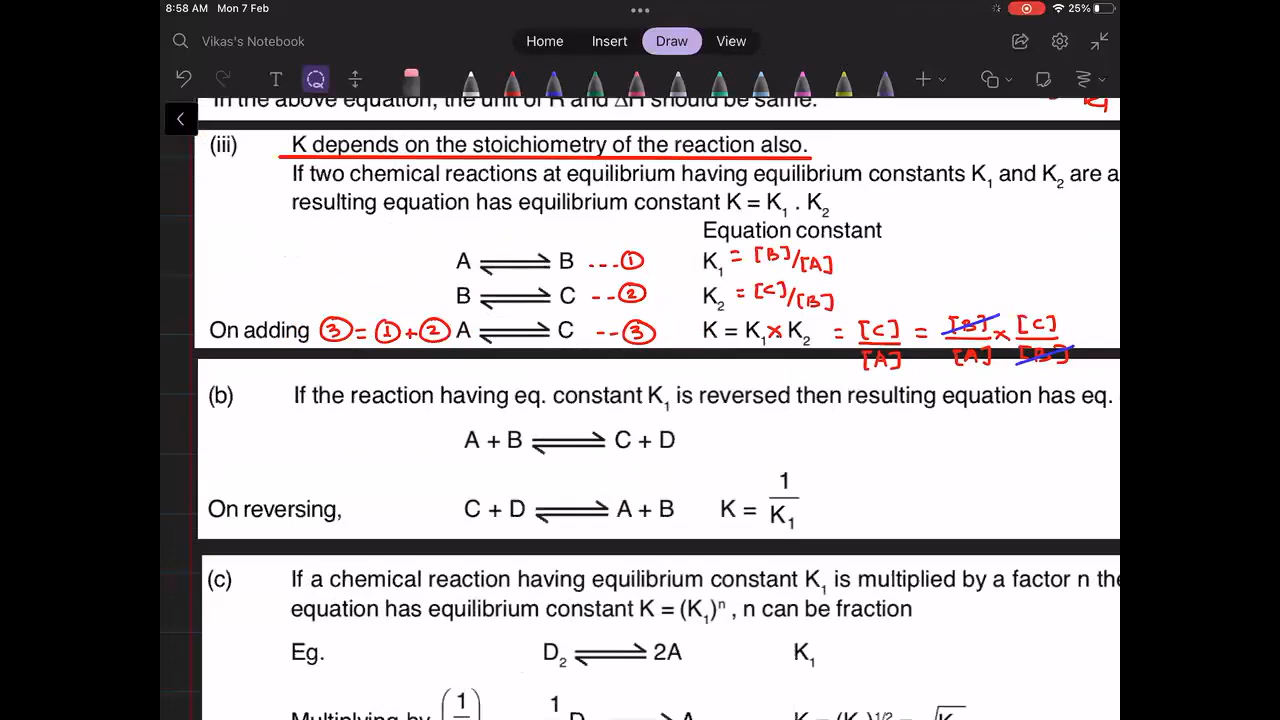 8:58 AM Mon 7 Feb
25%
Vikas's Notebook
Home Insert Draw View
In the above equation, the unit of R and ΔH should be same.
(iii) K depends on the stoichiometry of the reaction also.
If two chemical reactions at equilibrium having equilibrium constants K₁ and K₂ are a
resulting equation has equilibrium constant K = K₁ . K₂
Equation constant
A ⇌ B ---① K₁ = [B]/[A]
B ⇌ C --② K₂ = [C]/[B]
On adding ③ = ① + ② A ⇌ C --③ K = K₁ × K₂ = [C]/[A] = [B]/[A] × [C]/[B]
(b) If the reaction having eq. constant K₁ is reversed then resulting equation has eq.
A + B ⇌ C + D
On reversing, C + D ⇌ A + B K = 1/K₁
(c) If a chemical reaction having equilibrium constant K₁ is multiplied by a factor n the
equation has equilibrium constant K = (K₁)ⁿ , n can be fraction
Eg. D₂ ⇌ 2A K₁
Multiplying by (1